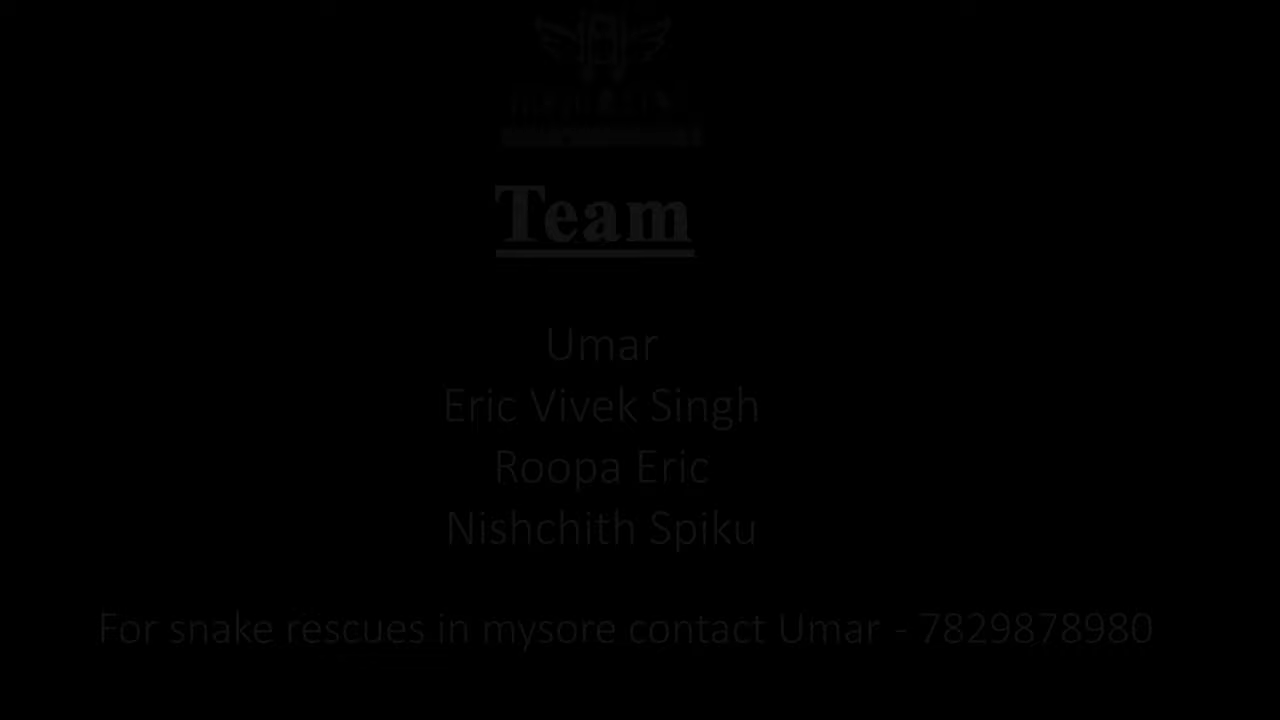 Team
Umar
Eric Vivek Singh
Roopa Eric
Nishchith Spiku
For snake rescues in mysore contact Umar - 7829878980